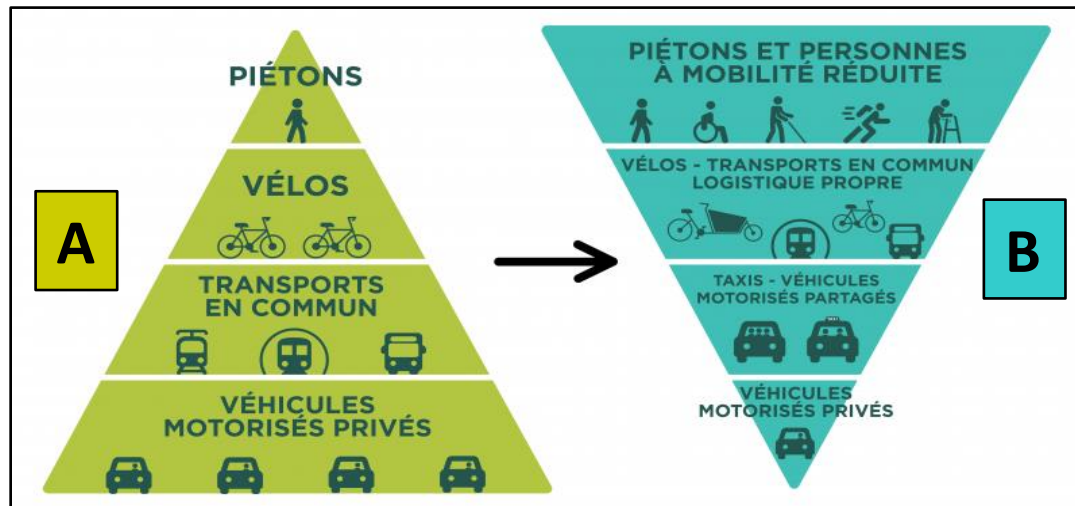 A
PIÉTONS
VÉLOS
TRANSPORTS
EN COMMUN
VÉHICULES
MOTORISÉS PRIVÉS
B
PIÉTONS ET PERSONNES
À MOBILITÉ RÉDUITE
VÉLOS - TRANSPORTS EN COMMUN
LOGISTIQUE PROPRE
TAXIS - VÉHICULES
MOTORISÉS PARTAGÉS
VÉHICULES
MOTORISÉS PRIVÉS